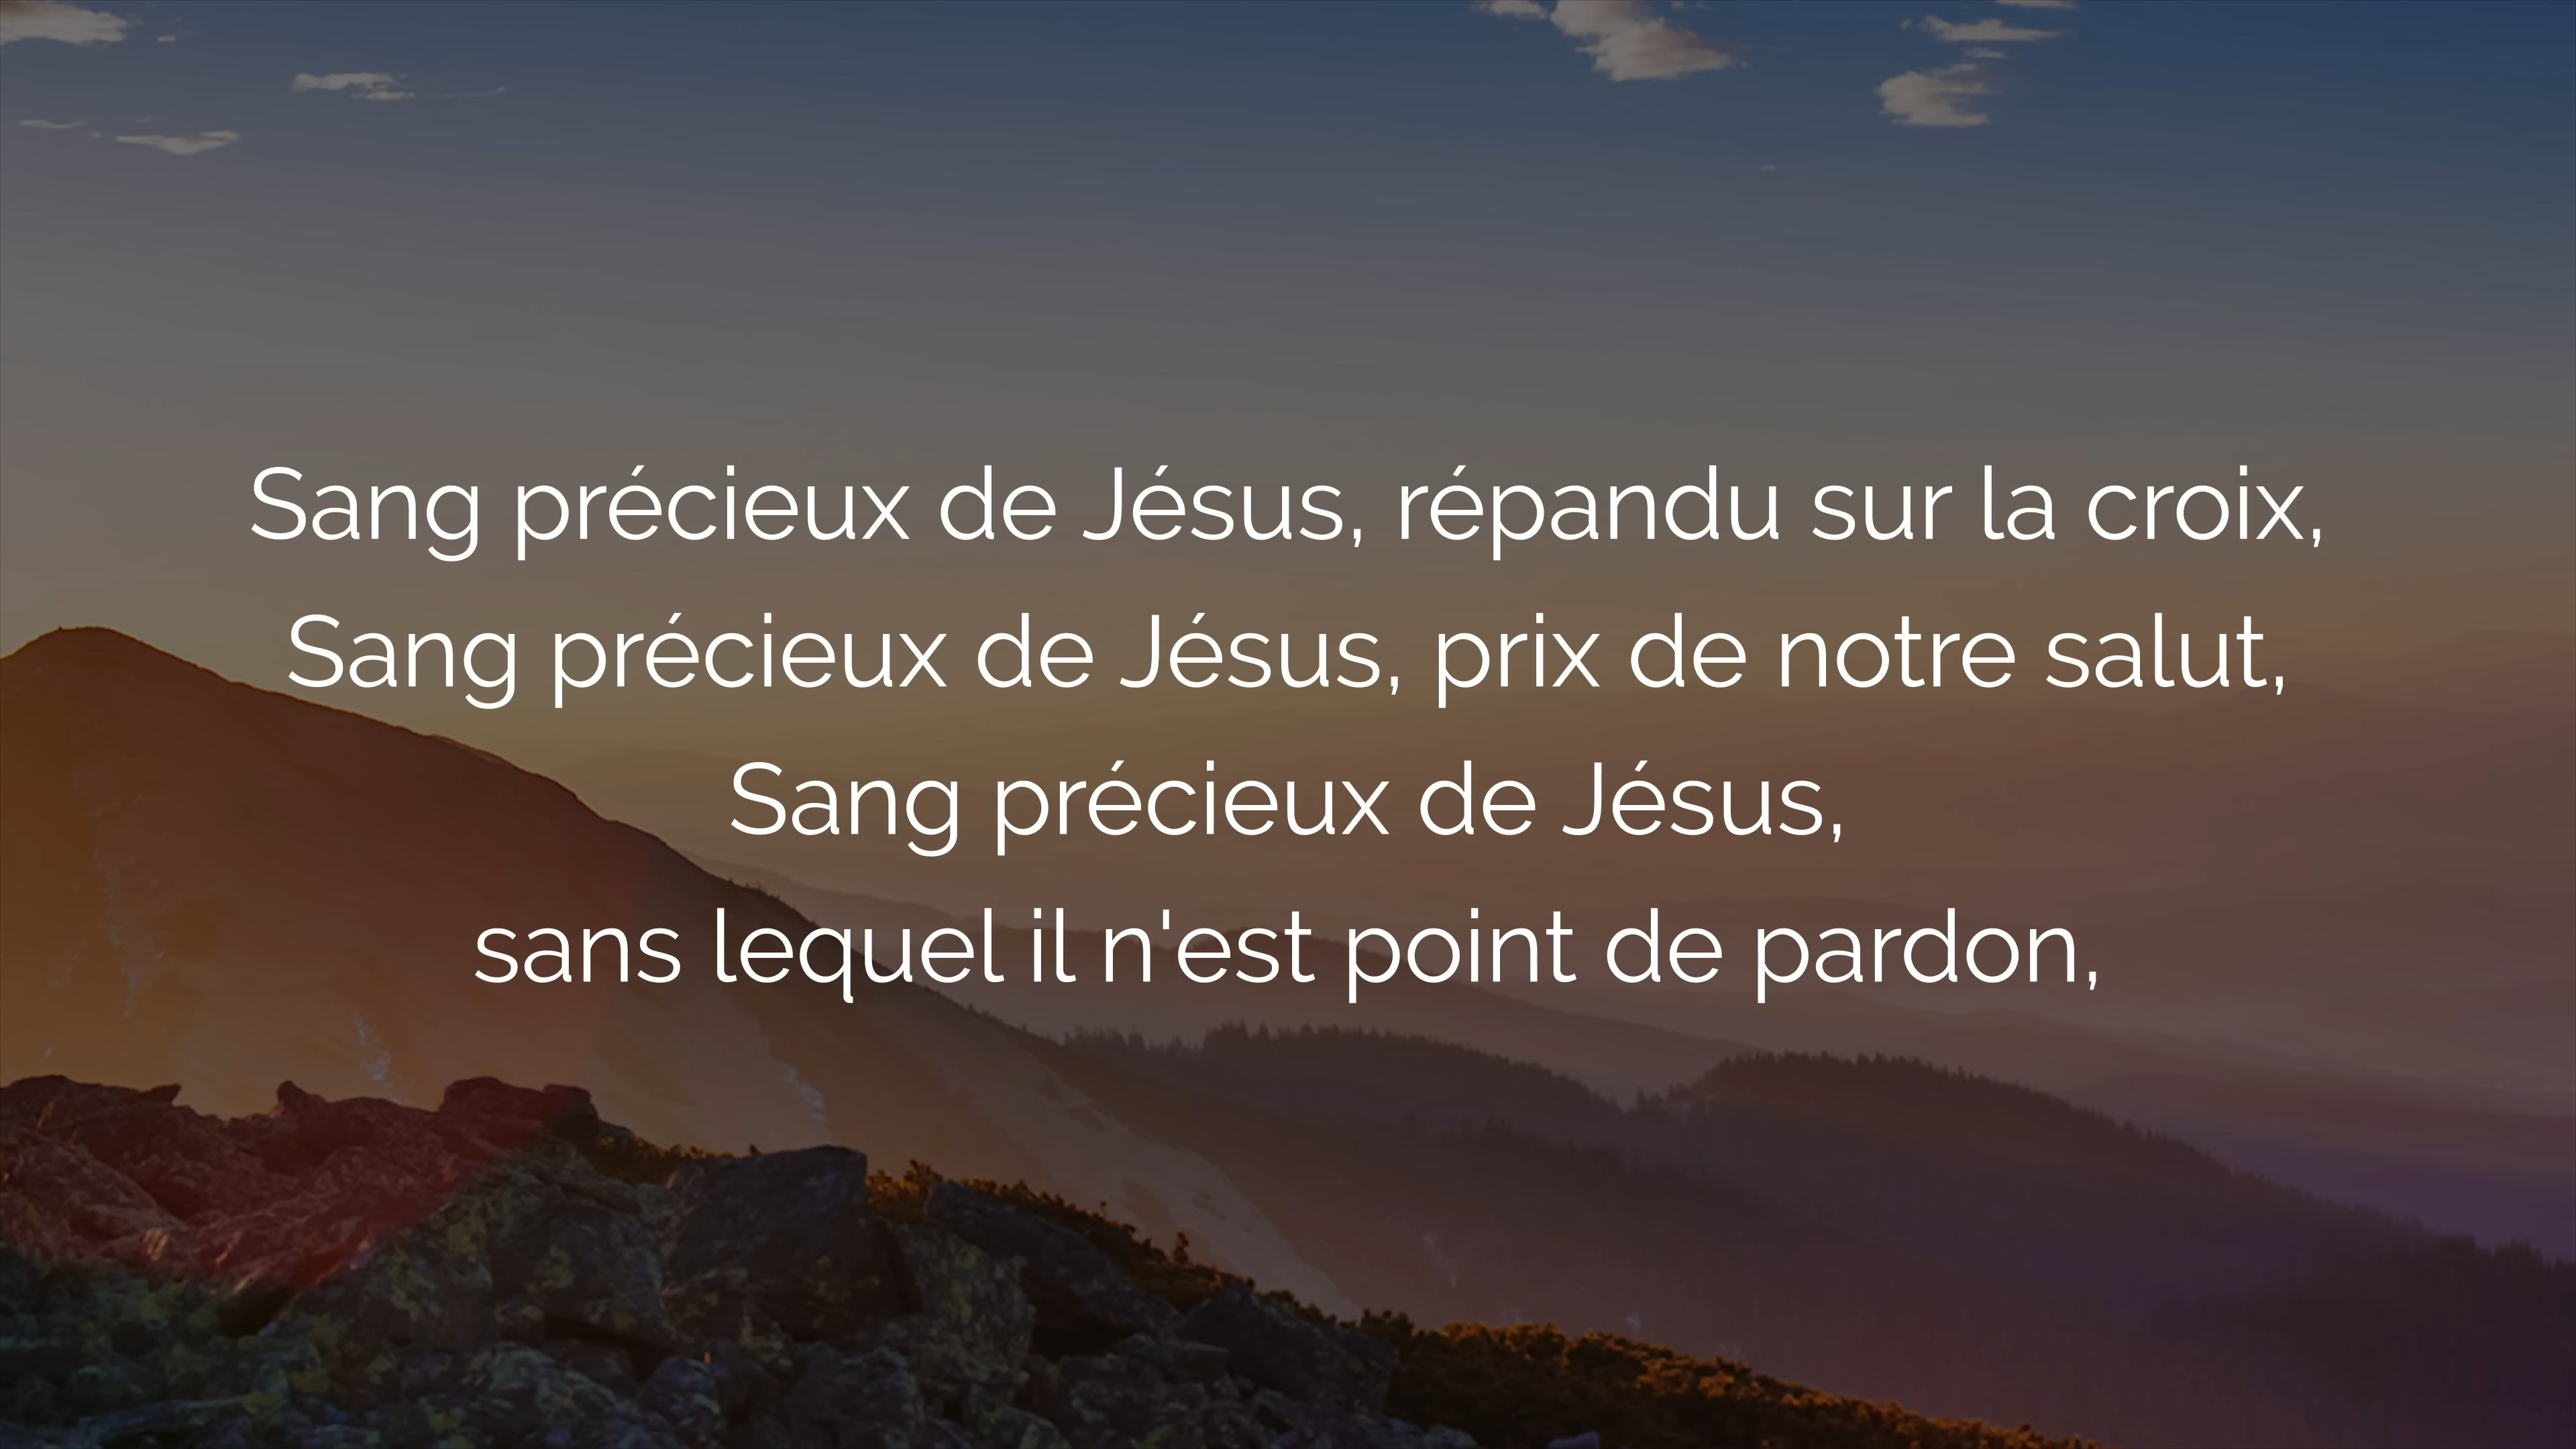 Sang précieux de Jésus, répandu sur la croix,
Sang précieux de Jésus, prix de notre salut,
Sang précieux de Jésus,
sans lequel il n'est point de pardon,